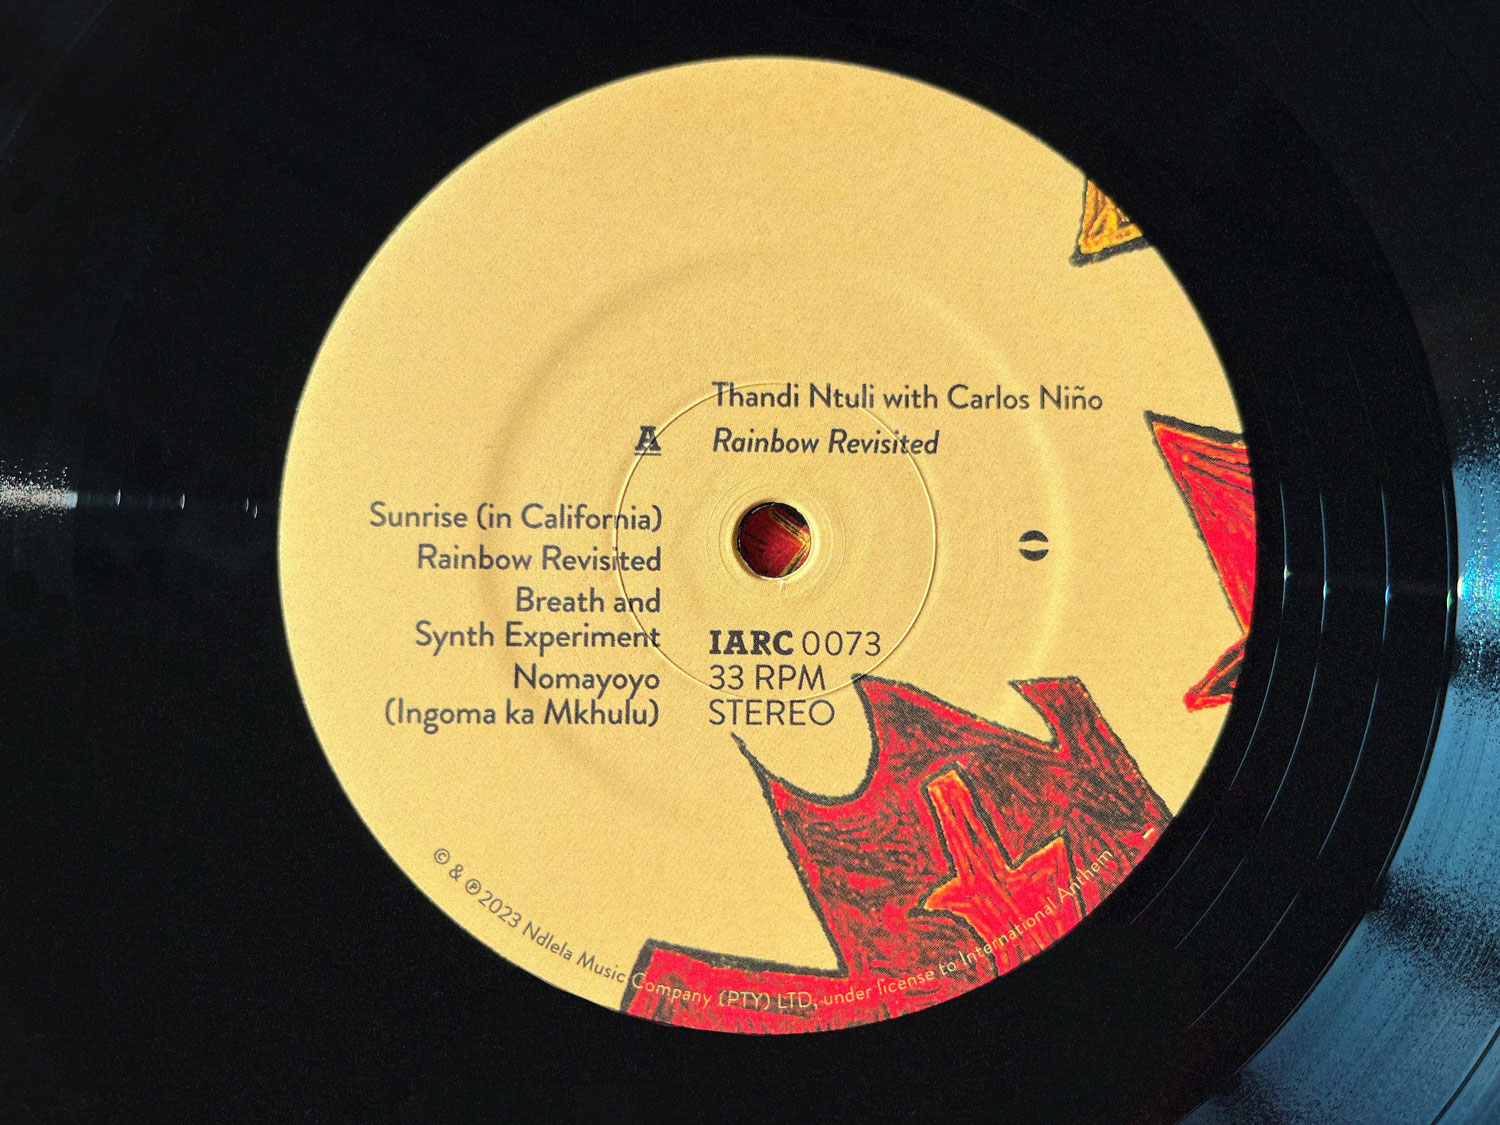 Thandi Ntuli with Carlos Niño
A
Rainbow Revisited
Sunrise (in California)
Rainbow Revisited
Breath and
Synth Experiment
Nomayoyo
(Ingoma ka Mkhulu)
IARC 0073
33 RPM
STEREO
© & ℗ 2023 Ndlela Music Company (PTY) LTD, under license to International Anthem